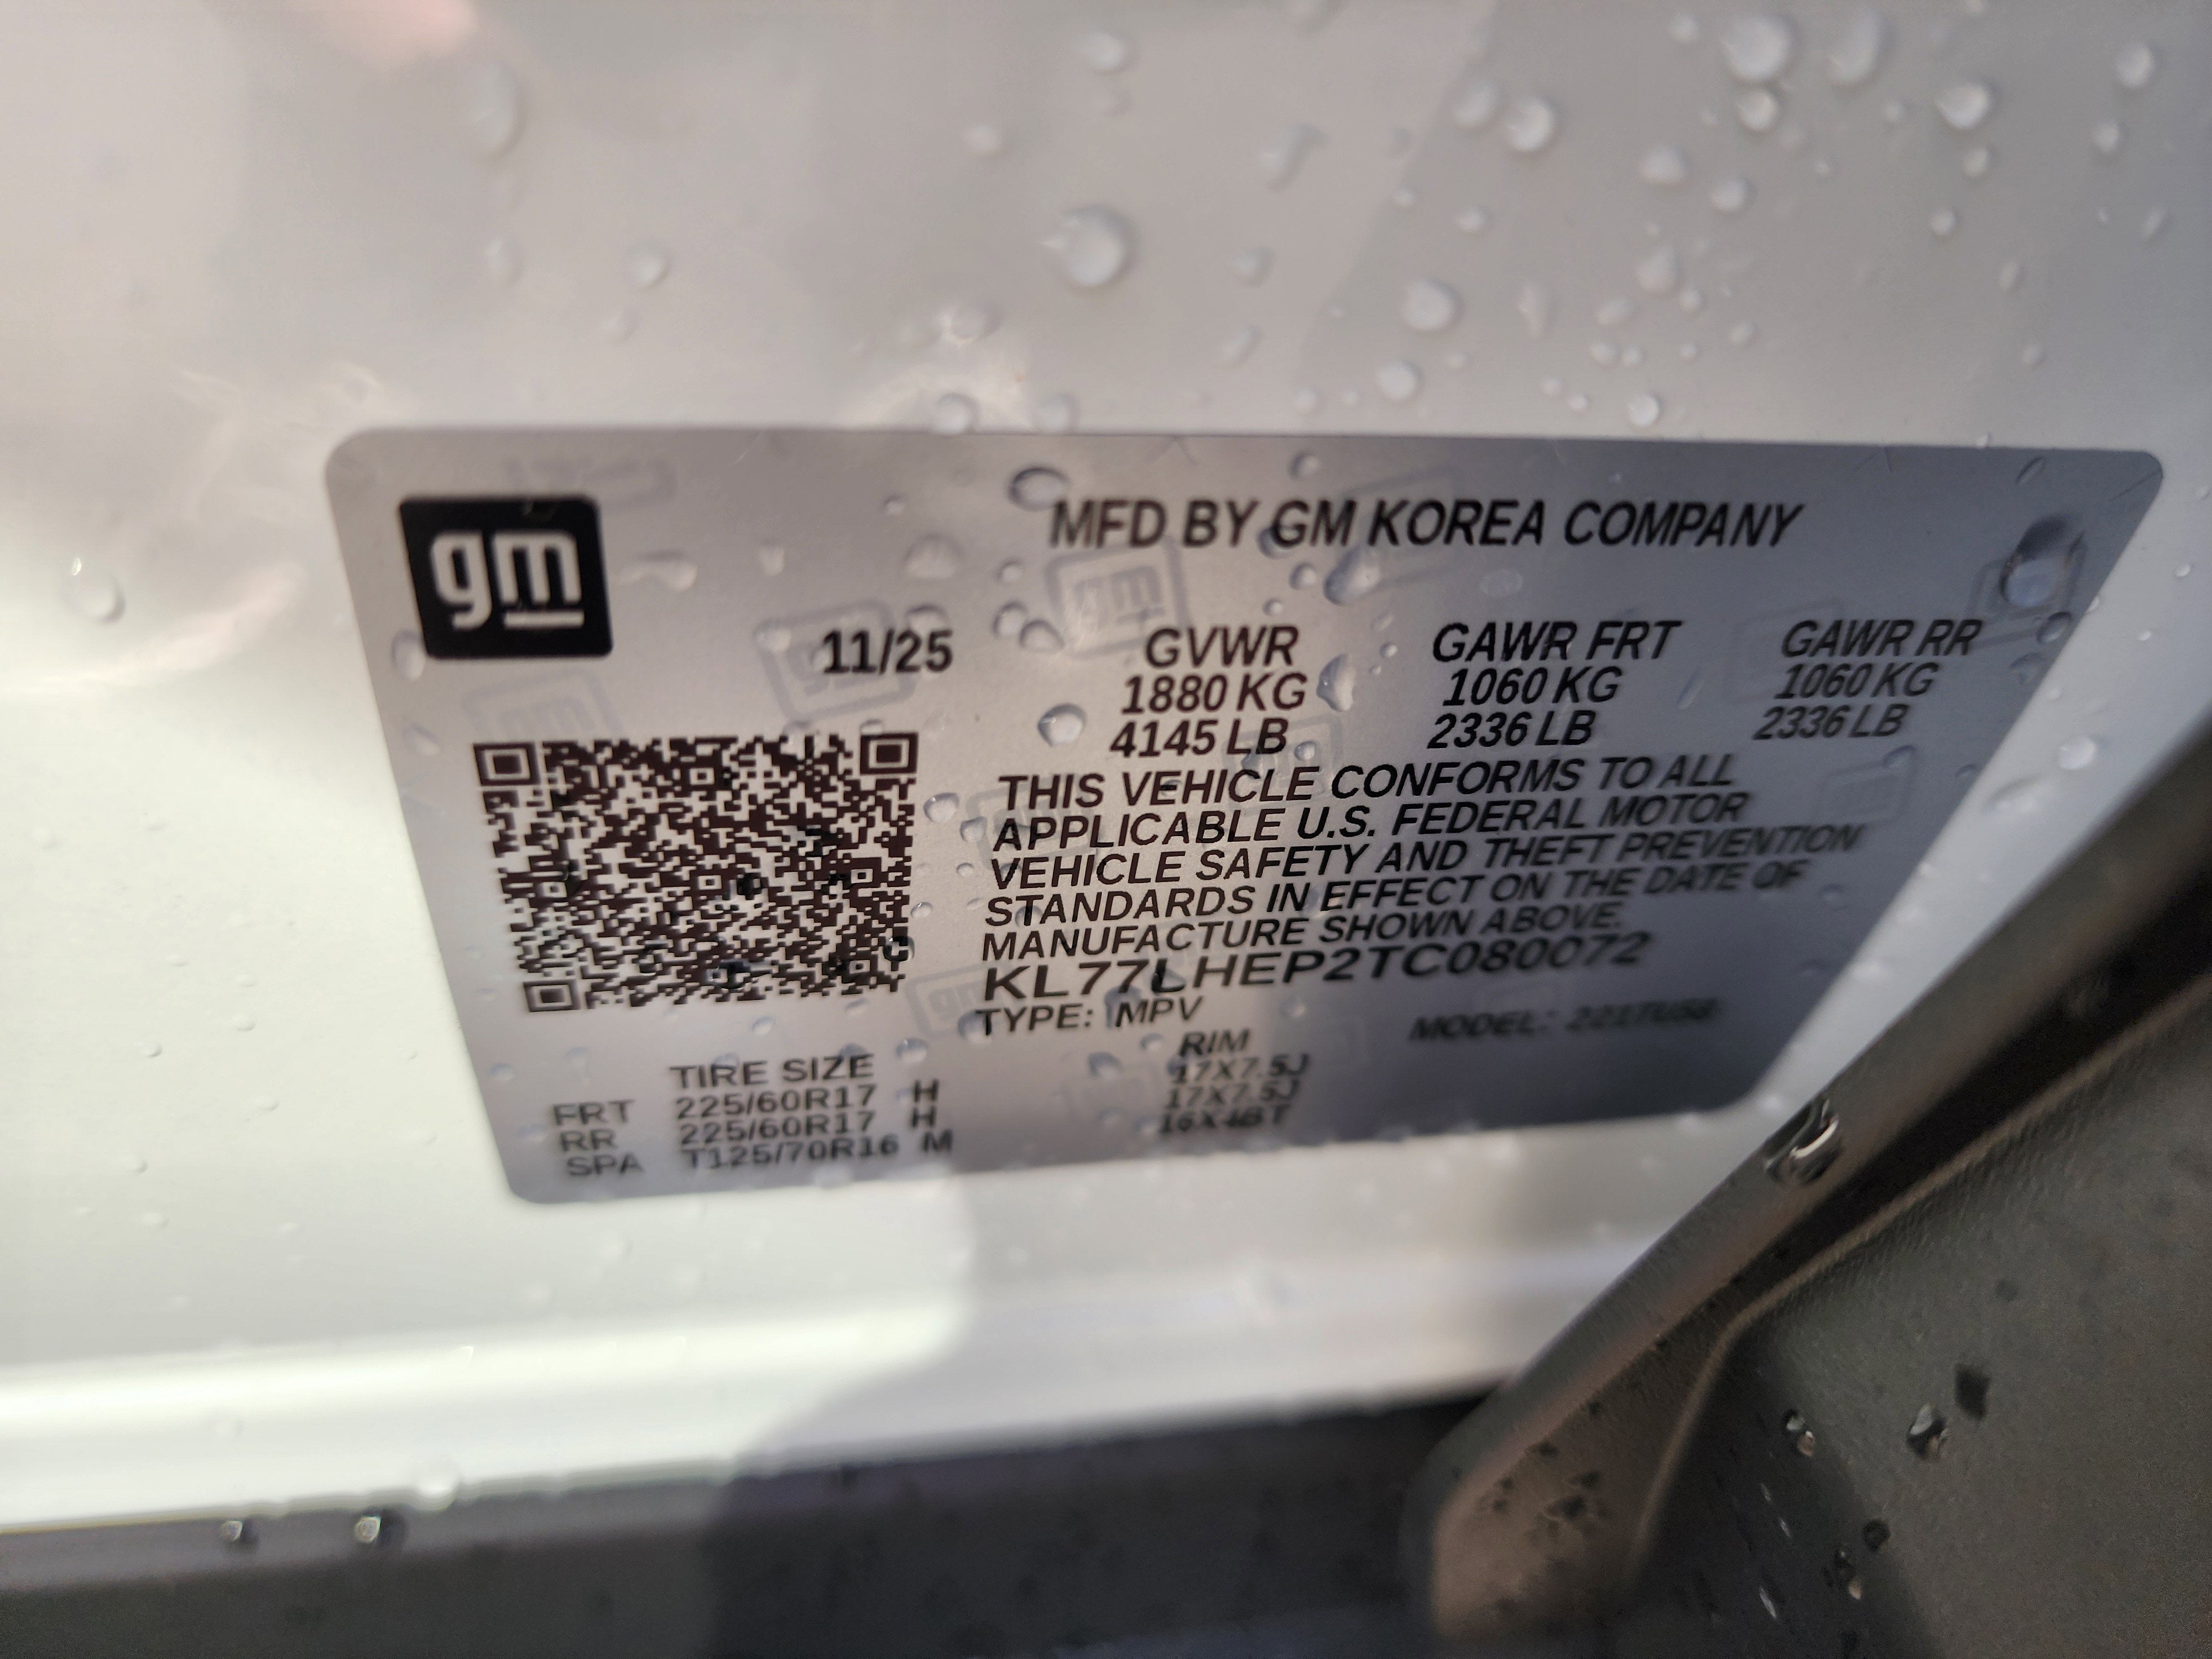 gm
MFD BY GM KOREA COMPANY
11/25 GVWR GAWR FRT GAWR RR
1880 KG 1060 KG 1060 KG
4145 LB 2336 LB 2336 LB
THIS VEHICLE CONFORMS TO ALL
APPLICABLE U.S. FEDERAL MOTOR
VEHICLE SAFETY AND THEFT PREVENTION
STANDARDS IN EFFECT ON THE DATE OF
MANUFACTURE SHOWN ABOVE.
KL77LHEP2TC080072
TYPE: MPV MODEL:
TIRE SIZE RIM
FRT 225/60R17 H 17X7.5J
RR 225/60R17 H 17X7.5J
SPA T125/70R16 M 16X4BT